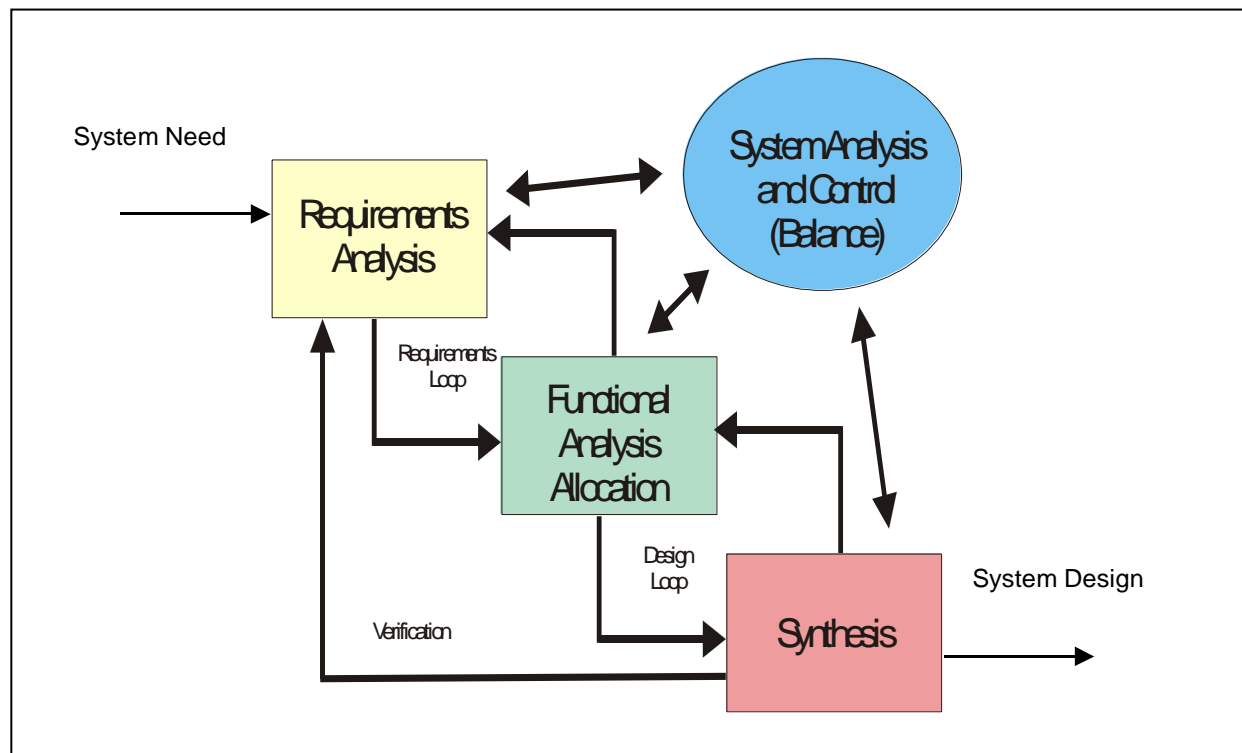 System Need
System Analysis
and Control
(Balance)
Requirements
Analysis
Requirements
Loop
Functional
Analysis
Allocation
Design
Loop
System Design
Verification
Synthesis